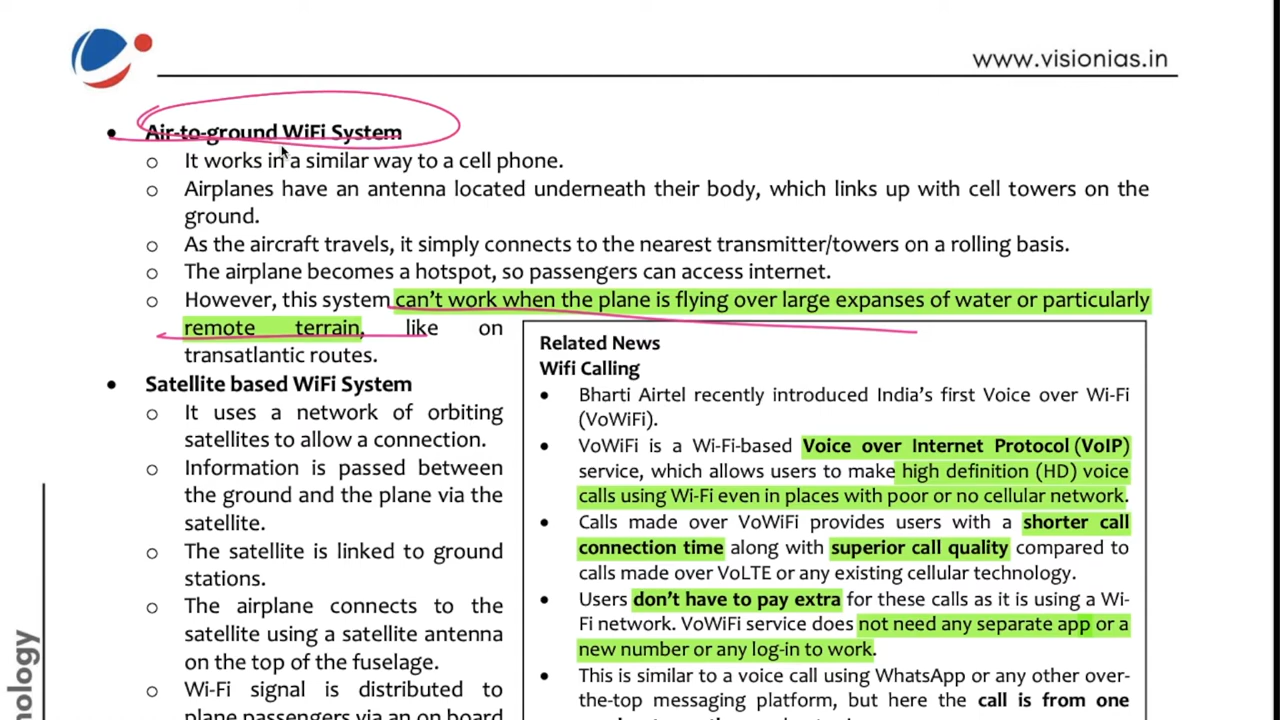 www.visionias.in
• Air-to-ground WiFi System
o It works in a similar way to a cell phone.
o Airplanes have an antenna located underneath their body, which links up with cell towers on the
ground.
o As the aircraft travels, it simply connects to the nearest transmitter/towers on a rolling basis.
o The airplane becomes a hotspot, so passengers can access internet.
o However, this system can't work when the plane is flying over large expanses of water or particularly
remote terrain, like on
transatlantic routes.
• Satellite based WiFi System
o It uses a network of orbiting
satellites to allow a connection.
o Information is passed between
the ground and the plane via the
satellite.
o The satellite is linked to ground
stations.
o The airplane connects to the
satellite using a satellite antenna
on the top of the fuselage.
o Wi-Fi signal is distributed to
plane passengers via an on board
Related News
Wifi Calling
• Bharti Airtel recently introduced India's first Voice over Wi-Fi
(VoWiFi).
• VoWiFi is a Wi-Fi-based Voice over Internet Protocol (VoIP)
service, which allows users to make high definition (HD) voice
calls using Wi-Fi even in places with poor or no cellular network.
• Calls made over VoWiFi provides users with a shorter call
connection time along with superior call quality compared to
calls made over VoLTE or any existing cellular technology.
• Users don't have to pay extra for these calls as it is using a Wi-
Fi network. VoWiFi service does not need any separate app or a
new number or any log-in to work.
• This is similar to a voice call using WhatsApp or any other over-
the-top messaging platform, but here the call is from one